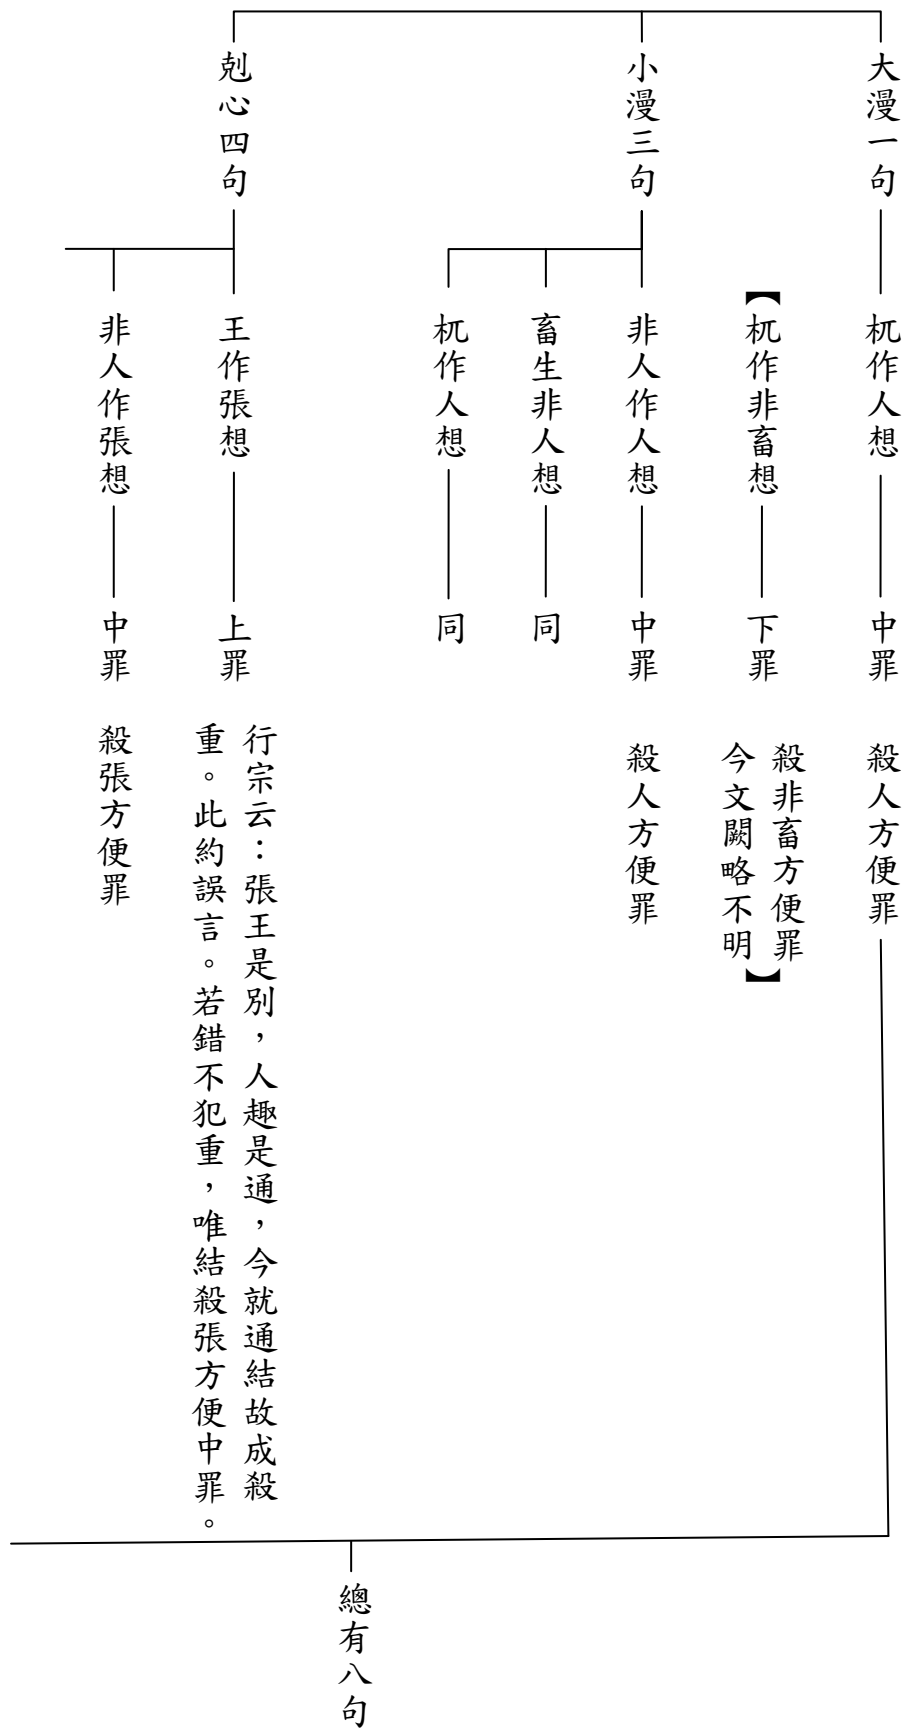 大漫一句
杌作人想
中罪
殺人方便罪
【杌作非畜想
下罪
殺非畜方便罪
今文闕略不明】
小漫三句
非人作人想
中罪
殺人方便罪
畜生非人想
同
杌作人想
同
剋心四句
王作張想
上罪
行宗云：張王是別，人趣是通，今就通結故成殺
重。此約誤言。若錯不犯重，唯結殺張方便中罪。
非人作張想
中罪
殺張方便罪
總有八句